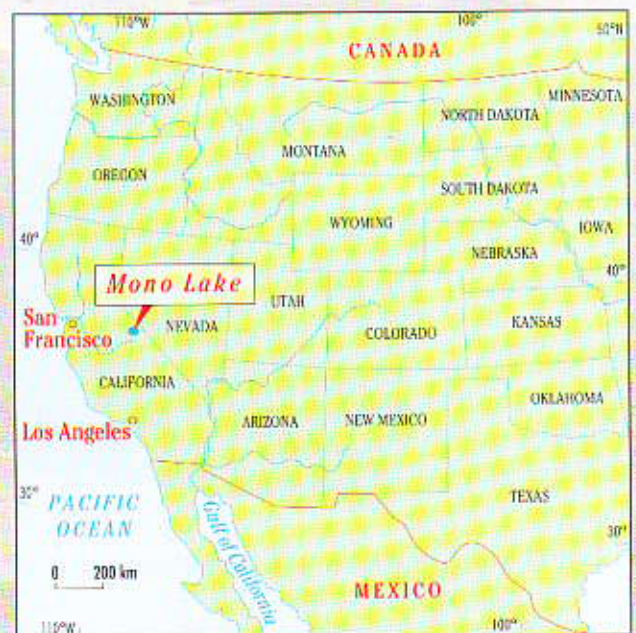 110°W
100°
50°N
CANADA
WASHINGTON
MINNESOTA
NORTH DAKOTA
MONTANA
OREGON
SOUTH DAKOTA
WYOMING
IOWA
40°
NEBRASKA
40°
Mono Lake
UTAH
San
Francisco
NEVADA
COLORADO
KANSAS
CALIFORNIA
OKLAHOMA
Los Angeles
ARIZONA
NEW MEXICO
30°
TEXAS
PACIFIC
OCEAN
Gulf of California
30°
0 200 km
MEXICO
110°W
100°